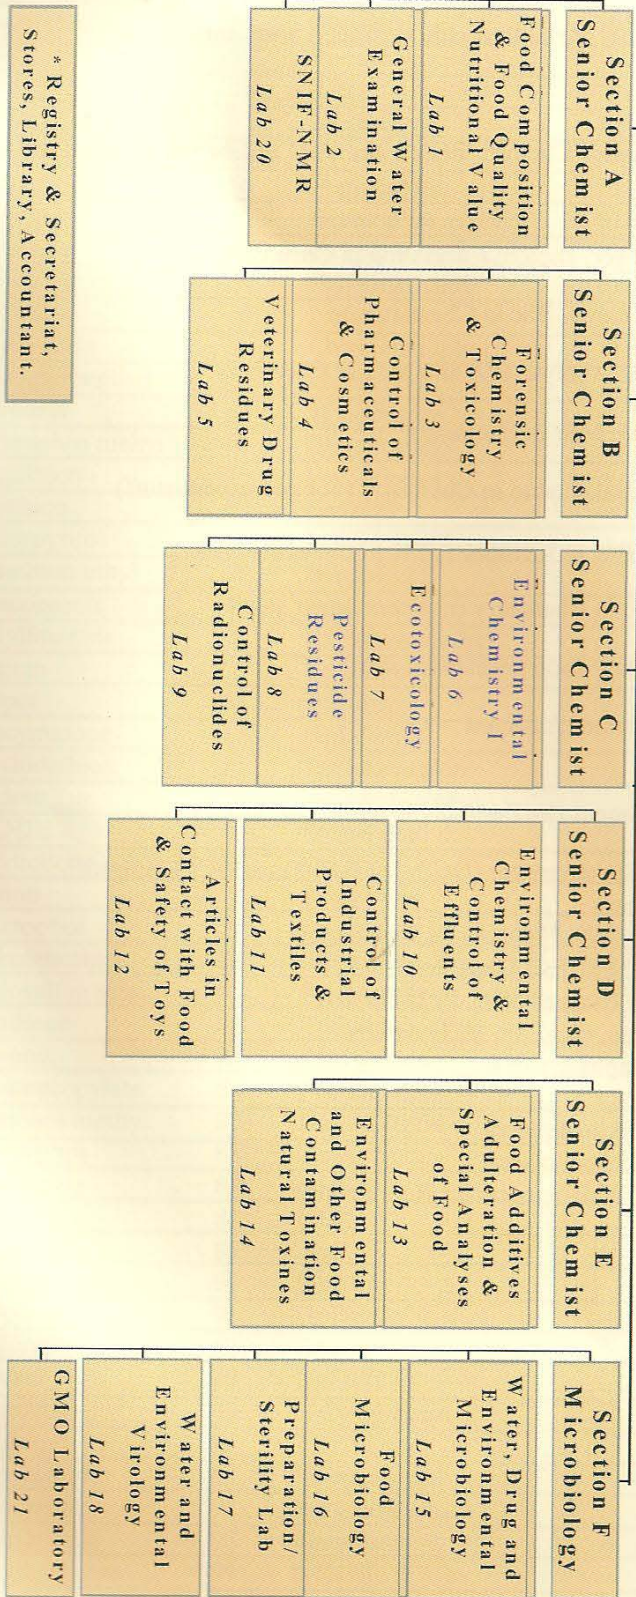 Section A
Senior Chemist
Food Composition
& Food Quality
Nutritional Value
Lab 1
General Water
Examination
Lab 2
SNIF-NMR
Lab 20
Section B
Senior Chemist
Forensic
Chemistry
& Toxicology
Lab 3
Control of
Pharmaceuticals
& Cosmetics
Lab 4
Veterinary Drug
Residues
Lab 5
Section C
Senior Chemist
Environmental
Chemistry I
Lab 6
Ecotoxicology
Lab 7
Pesticide
Residues
Lab 8
Control of
Radionuclides
Lab 9
Section D
Senior Chemist
Environmental
Chemistry &
Control of
Effluents
Lab 10
Control of
Industrial
Products &
Textiles
Lab 11
Articles in
Contact with Food
& Safety of Toys
Lab 12
Section E
Senior Chemist
Food Additives
Adulteration &
Special Analyses
of Food
Lab 13
Environmental
and Other Food
Contamination
Natural Toxines
Lab 14
Section F
Microbiology
Water, Drug and
Environmental
Microbiology
Lab 15
Food
Microbiology
Lab 16
Preparation/
Sterility Lab
Lab 17
Water and
Environmental
Virology
Lab 18
GMO Laboratory
Lab 21
* Registry & Secretariat,
Stores, Library, Accountant.